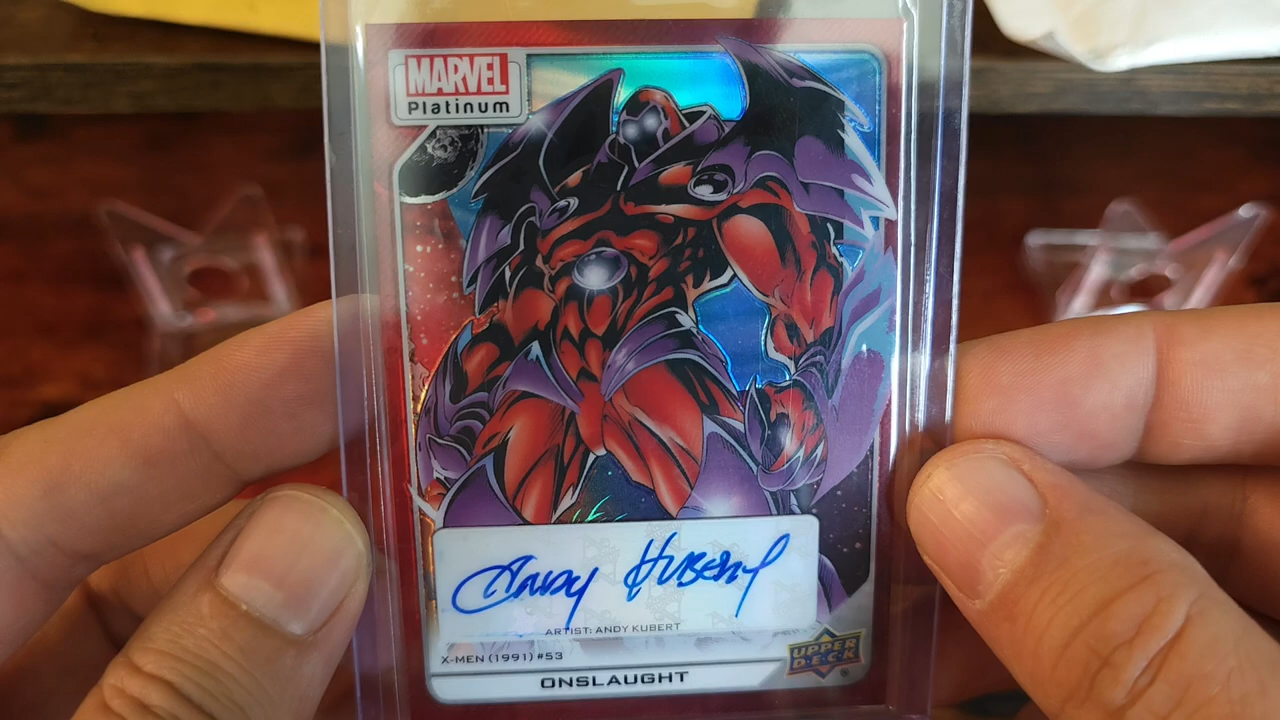 MARVEL
Platinum
Andy Kubert
ARTIST: ANDY KUBERT
X-MEN (1991) #53
UPPER
DECK
®
ONSLAUGHT